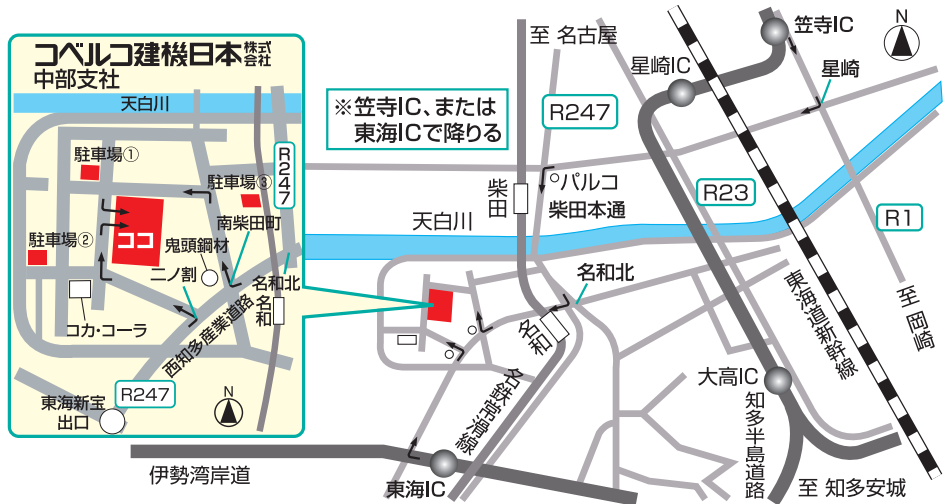 コベルコ建機日本株式会社
中部支社
天白川
駐車場①
R247
駐車場③
南柴田町
ココ
鬼頭鋼材
駐車場②
二ノ割
名和北
名和
コカ・コーラ
西知多産業道路
R247
東海新宝
出口
N
※笠寺IC、または
東海ICで降りる
至 名古屋
R247
星崎IC
笠寺IC
N
星崎
パルコ
柴田本通
柴田
R23
R1
天白川
名和北
名和
東海道新幹線
至 岡崎
名鉄常滑線
大高IC
知多半島道路
伊勢湾岸道
東海IC
至 知多安城